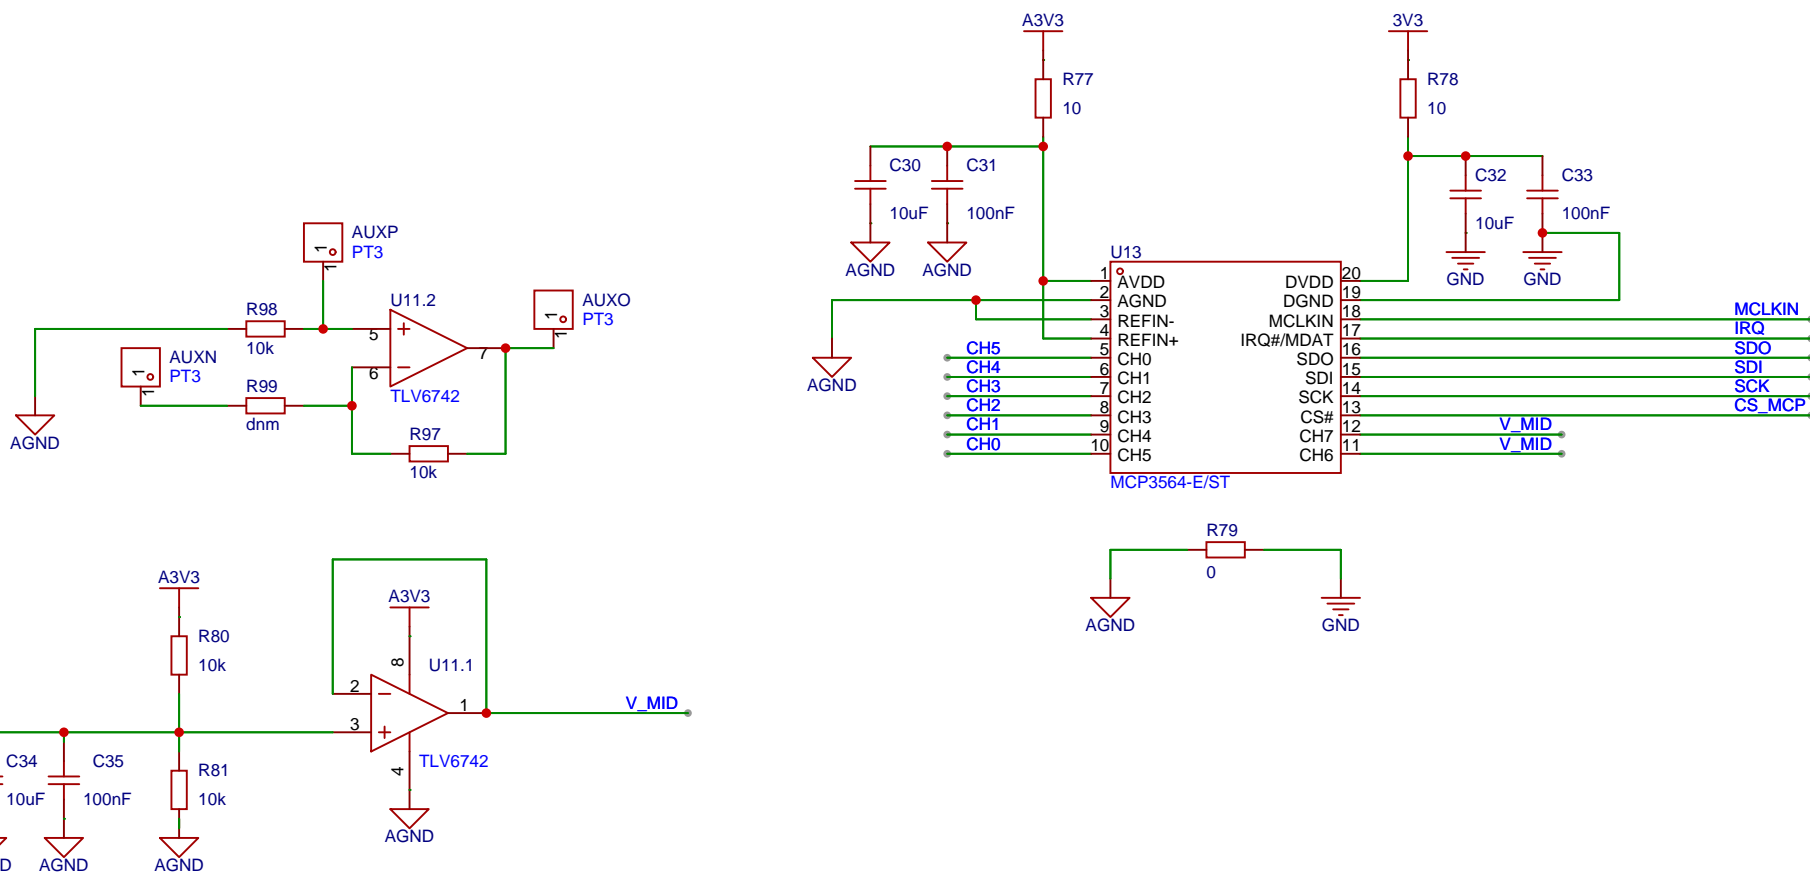 A3V3
3V3
R77
10
R78
10
C30
10uF
C31
100nF
C32
10uF
C33
100nF
AGND
AGND
GND
GND
AUXP
PT3
1
1
U11.2
R98
10k
5
6
7
TLV6742
AUXO
PT3
1
1
AUXN
PT3
1
1
R99
dnm
R97
10k
AGND
U13
1 AVDD
2 AGND
3 REFIN-
4 REFIN+
CH5 5 CH0
CH4 6 CH1
CH3 7 CH2
CH2 8 CH3
CH1 9 CH4
CH0 10 CH5
AGND
DVDD 20
DGND 19
MCLKIN 18 MCLKIN
IRQ#/MDAT 17 IRQ
SDO 16 SDO
SDI 15 SDI
SCK 14 SCK
CS# 13 CS_MCP
CH7 12 V_MID
CH6 11 V_MID
MCP3564-E/ST
R79
0
AGND
GND
A3V3
R80
10k
A3V3
8
U11.1
2
3
1
V_MID
4
TLV6742
AGND
C34
10uF
C35
100nF
R81
10k
D
AGND
AGND